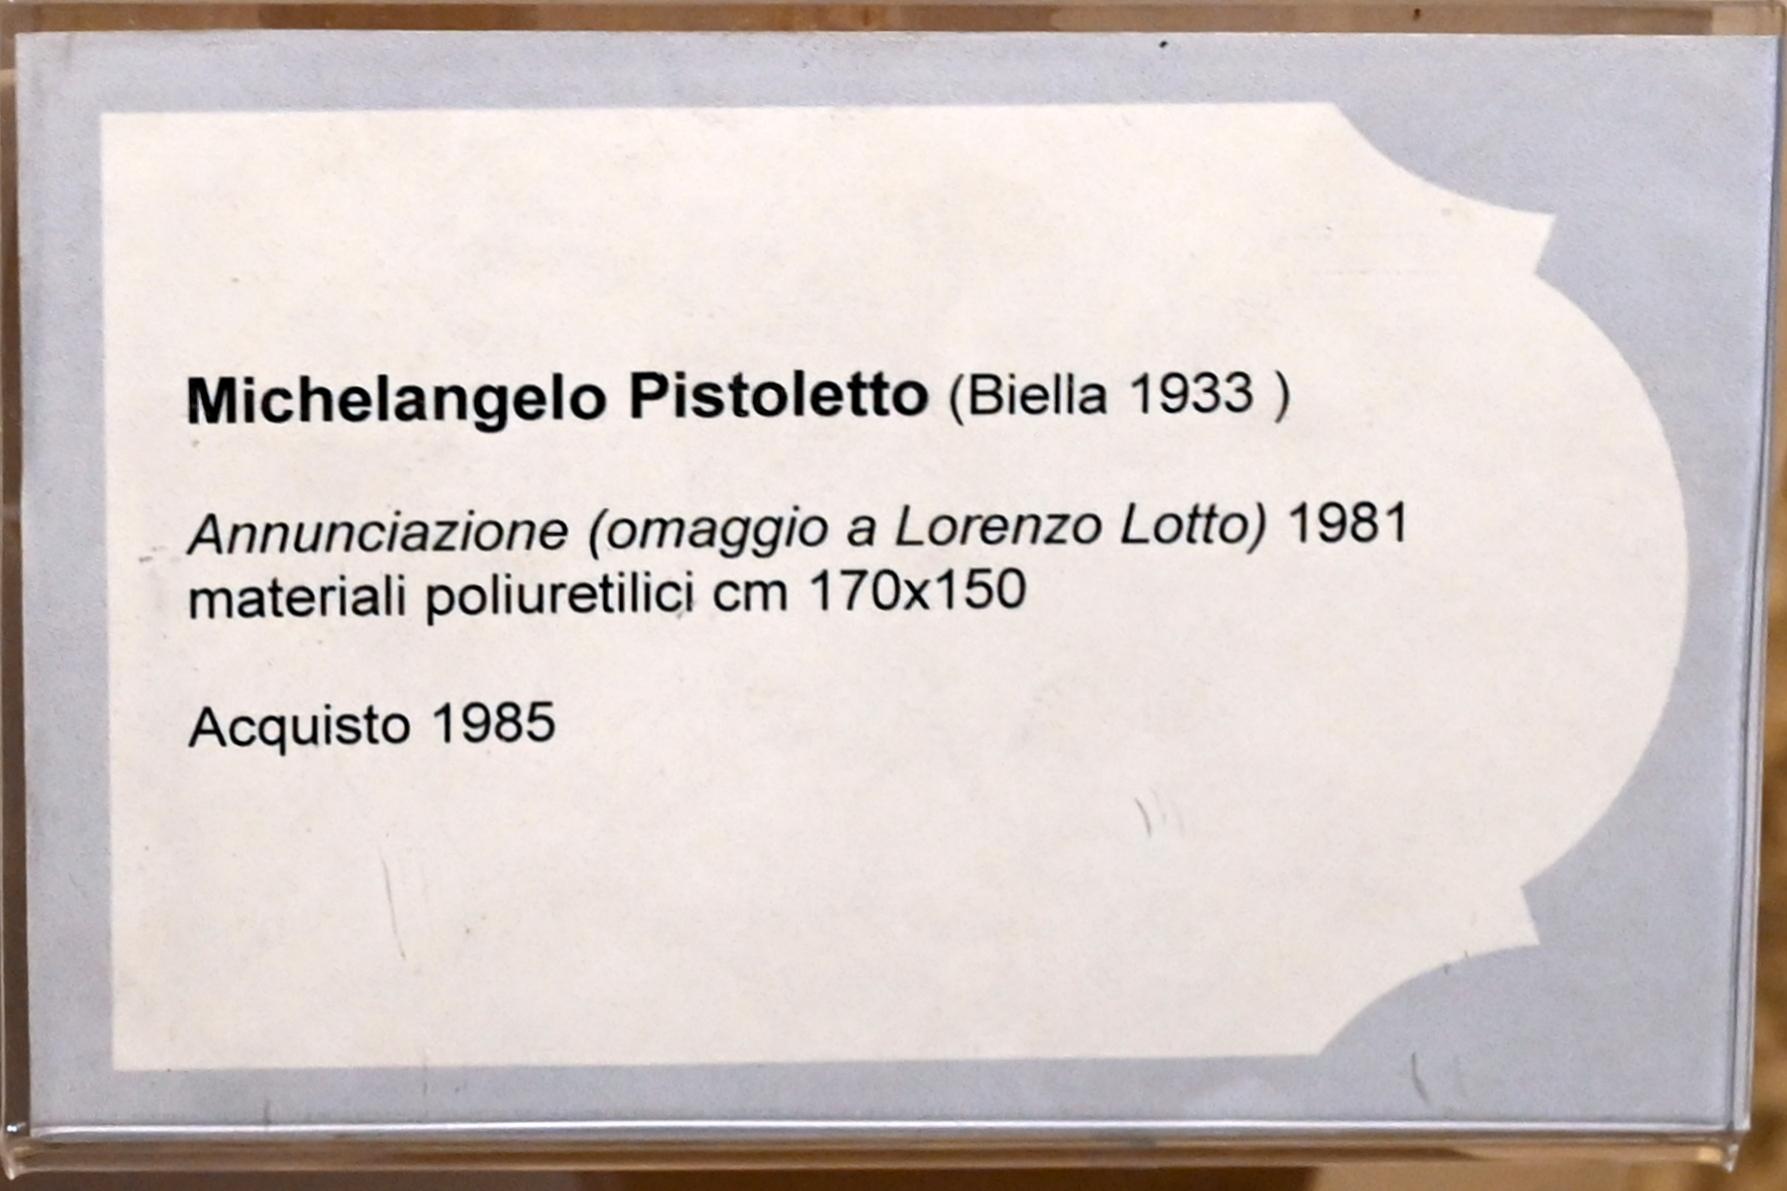 Michelangelo Pistoletto (Biella 1933 )
Annunciazione (omaggio a Lorenzo Lotto) 1981
materiali poliuretilici cm 170x150
Acquisto 1985